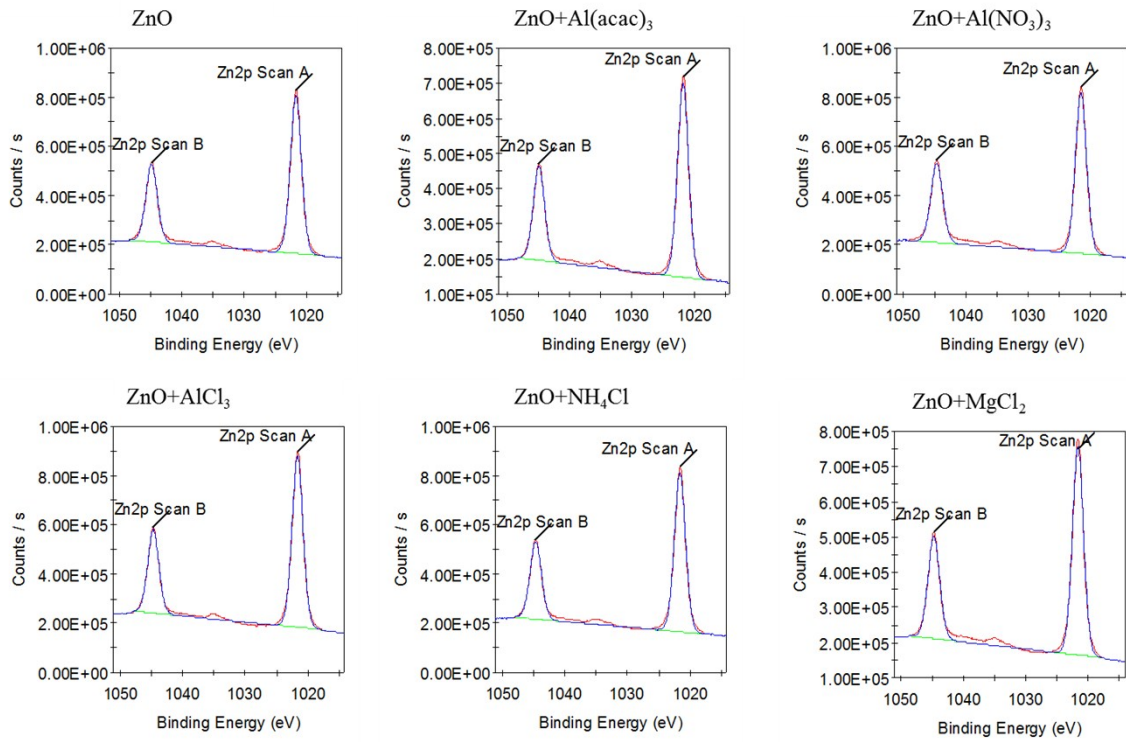 ZnO
1.00E+06
8.00E+05
6.00E+05
4.00E+05
2.00E+05
0.00E+00
Counts / s
Zn2p Scan A
Zn2p Scan B
1050 1040 1030 1020
Binding Energy (eV)
ZnO+Al(acac)3
8.00E+05
7.00E+05
6.00E+05
5.00E+05
4.00E+05
3.00E+05
2.00E+05
1.00E+05
Counts / s
Zn2p Scan A
Zn2p Scan B
1050 1040 1030 1020
Binding Energy (eV)
ZnO+Al(NO3)3
1.00E+06
8.00E+05
6.00E+05
4.00E+05
2.00E+05
0.00E+00
Counts / s
Zn2p Scan A
Zn2p Scan B
1050 1040 1030 1020
Binding Energy (eV)
ZnO+AlCl3
1.00E+06
8.00E+05
6.00E+05
4.00E+05
2.00E+05
0.00E+00
Counts / s
Zn2p Scan A
Zn2p Scan B
1050 1040 1030 1020
Binding Energy (eV)
ZnO+NH4Cl
1.00E+06
8.00E+05
6.00E+05
4.00E+05
2.00E+05
0.00E+00
Counts / s
Zn2p Scan A
Zn2p Scan B
1050 1040 1030 1020
Binding Energy (eV)
ZnO+MgCl2
8.00E+05
7.00E+05
6.00E+05
5.00E+05
4.00E+05
3.00E+05
2.00E+05
1.00E+05
Counts / s
Zn2p Scan A
Zn2p Scan B
1050 1040 1030 1020
Binding Energy (eV)